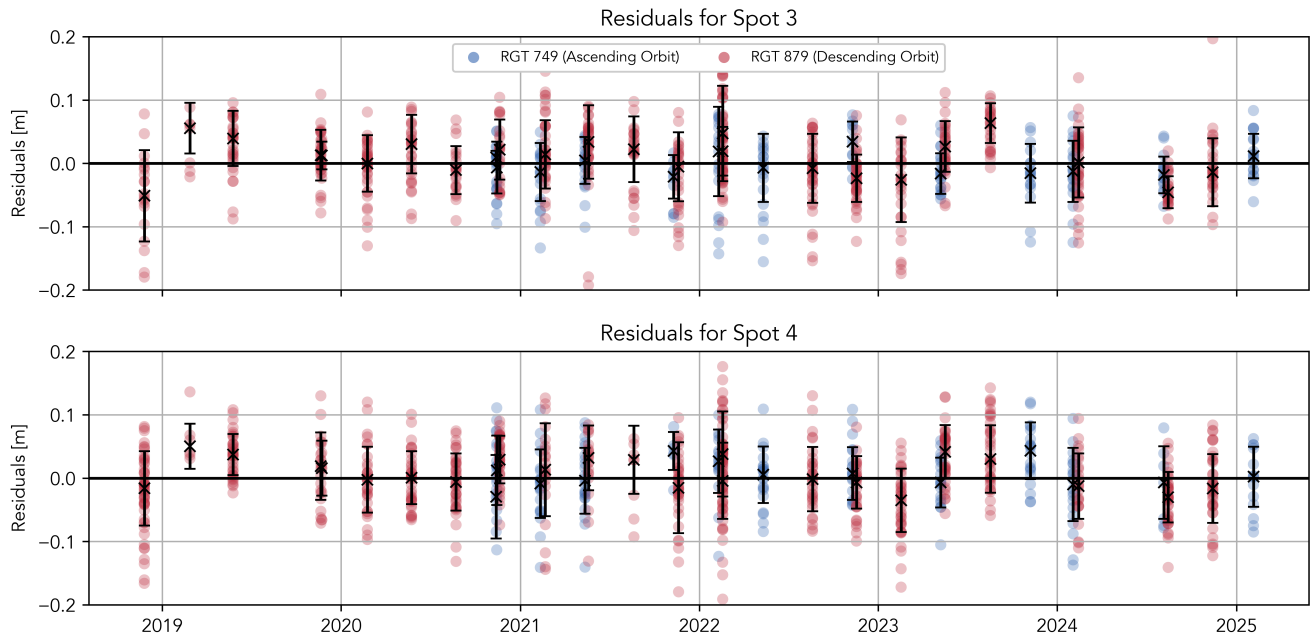 Residuals for Spot 3
0.2
RGT 749 (Ascending Orbit) RGT 879 (Descending Orbit)
0.1
0.0
−0.1
−0.2
Residuals [m]
Residuals for Spot 4
0.2
0.1
0.0
−0.1
−0.2
Residuals [m]
2019 2020 2021 2022 2023 2024 2025